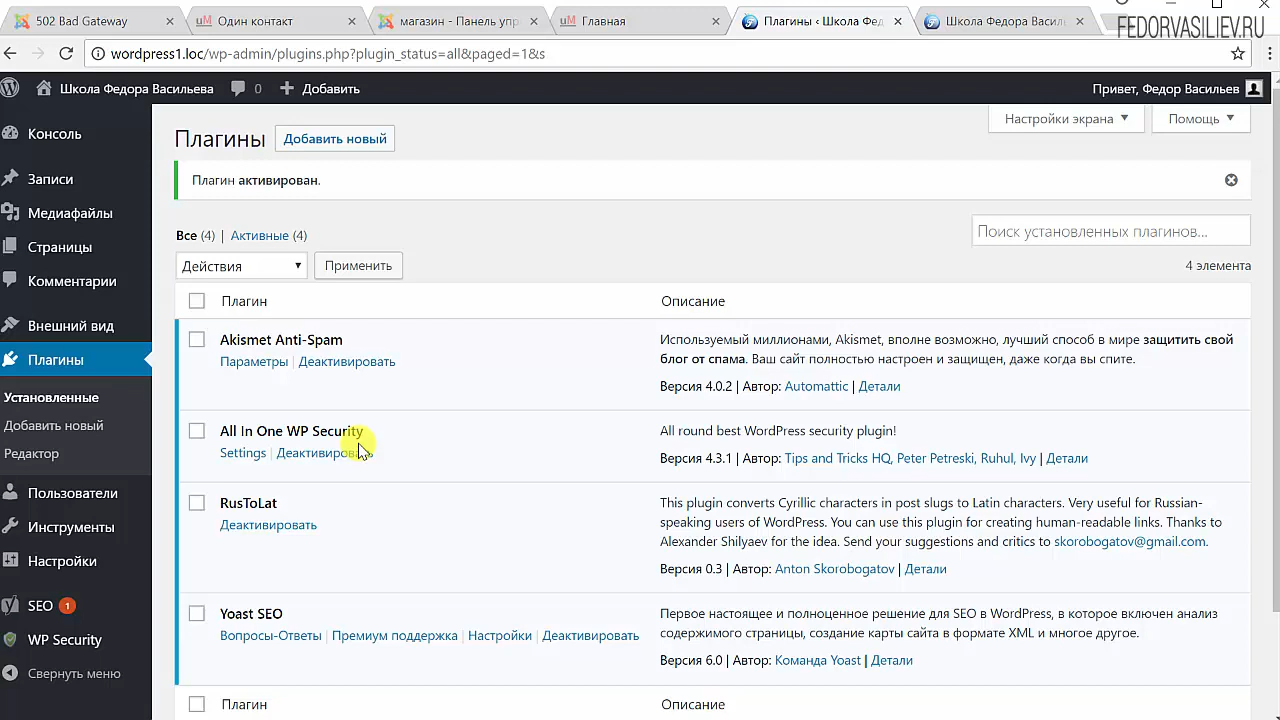 502 Bad Gateway
Один контакт
магазин - Панель упр
Главная
Плагины ‹ Школа Фед
Школа Федора Васил
FEDORVASILIEV.RU
wordpress1.loc/wp-admin/plugins.php?plugin_status=all&paged=1&s
Школа Федора Васильева
0
Добавить
Привет, Федор Васильев
Консоль
Записи
Медиафайлы
Страницы
Комментарии
Внешний вид
Плагины
Установленные
Добавить новый
Редактор
Пользователи
Инструменты
Настройки
SEO 1
WP Security
Свернуть меню
Настройки экрана
Помощь
Плагины
Добавить новый
Плагин активирован.
Все (4) | Активные (4)
Поиск установленных плагинов...
Действия
Применить
4 элемента
Плагин
Описание
Akismet Anti-Spam
Параметры | Деактивировать
Используемый миллионами, Akismet, вполне возможно, лучший способ в мире защитить свой
блог от спама. Ваш сайт полностью настроен и защищен, даже когда вы спите.
Версия 4.0.2 | Автор: Automattic | Детали
All In One WP Security
Settings | Деактивировать
All round best WordPress security plugin!
Версия 4.3.1 | Автор: Tips and Tricks HQ, Peter Petreski, Ruhul, Ivy | Детали
RusToLat
Деактивировать
This plugin converts Cyrillic characters in post slugs to Latin characters. Very useful for Russian-
speaking users of WordPress. You can use this plugin for creating human-readable links. Thanks to
Alexander Shilyaev for the idea. Send your suggestions and critics to skorobogatov@gmail.com.
Версия 0.3 | Автор: Anton Skorobogatov | Детали
Yoast SEO
Вопросы-Ответы | Премиум поддержка | Настройки | Деактивировать
Первое настоящее и полноценное решение для SEO в WordPress, в которое включен анализ
содержимого страницы, создание карты сайта в формате XML и многое другое.
Версия 6.0 | Автор: Команда Yoast | Детали
Плагин
Описание